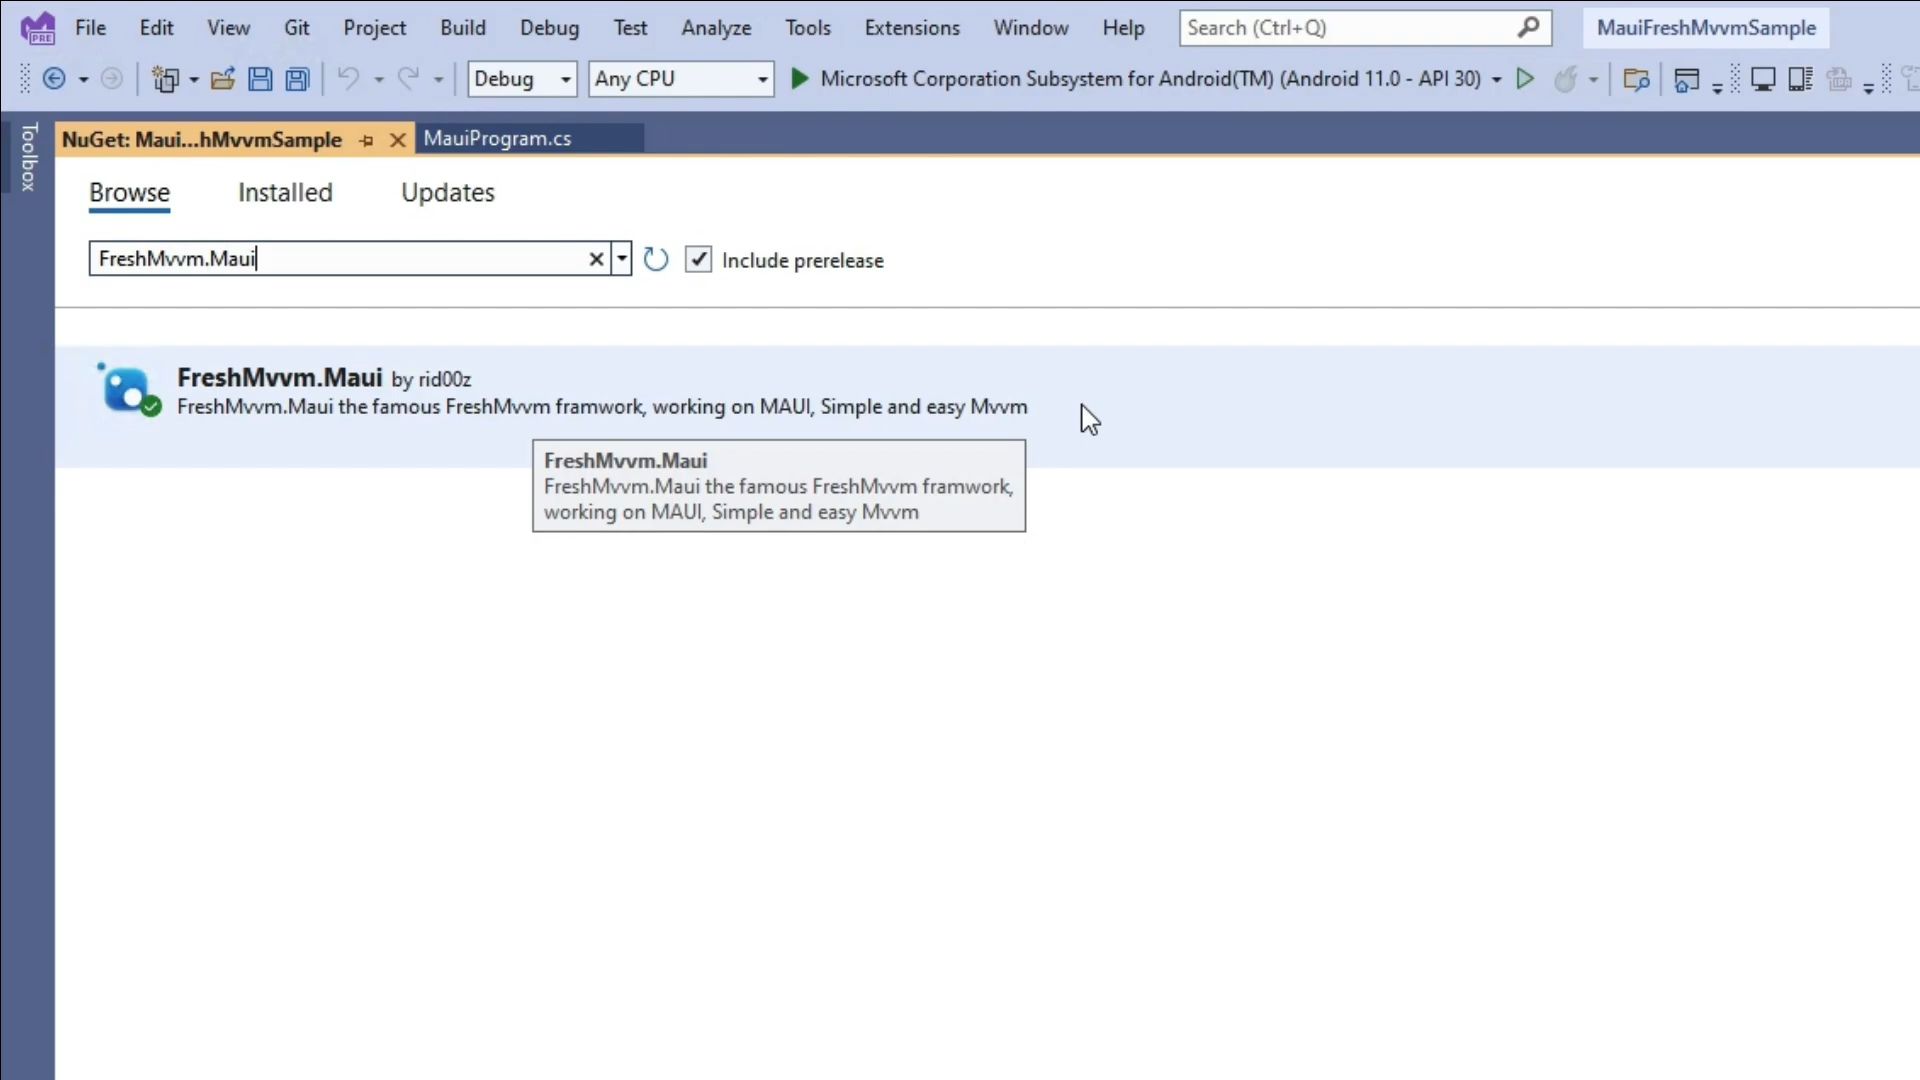 File Edit View Git Project Build Debug Test Analyze Tools Extensions Window Help Search (Ctrl+Q) MauiFreshMvvmSample
PRE
Debug Any CPU Microsoft Corporation Subsystem for Android(TM) (Android 11.0 - API 30)
Toolbox
NuGet: Maui...hMvvmSample MauiProgram.cs
Browse Installed Updates
FreshMvvm.Maui Include prerelease
FreshMvvm.Maui by rid00z
FreshMvvm.Maui the famous FreshMvvm framwork, working on MAUI, Simple and easy Mvvm
FreshMvvm.Maui
FreshMvvm.Maui the famous FreshMvvm framwork,
working on MAUI, Simple and easy Mvvm